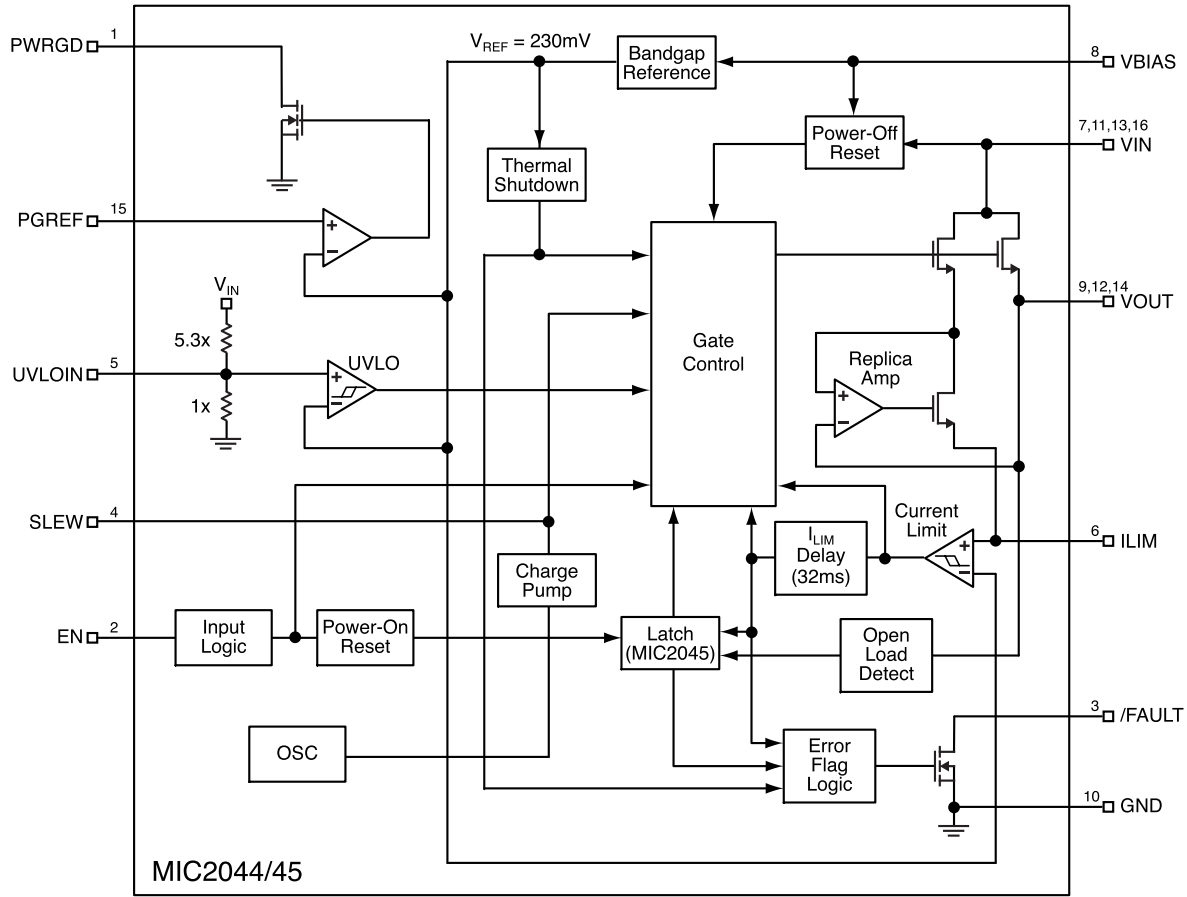 PWRGD
1
V_REF = 230mV
Bandgap
Reference
8
VBIAS
7,11,13,16
VIN
Power-Off
Reset
Thermal
Shutdown
PGREF
15
+
−
V_IN
5.3x
UVLOIN
5
1x
UVLO
+
−
Gate
Control
9,12,14
VOUT
Replica
Amp
+
−
SLEW
4
Charge
Pump
Current
Limit
+
−
6
ILIM
I_LIM
Delay
(32ms)
EN
2
Input
Logic
Power-On
Reset
Latch
(MIC2045)
Open
Load
Detect
3
/FAULT
OSC
Error
Flag
Logic
10
GND
MIC2044/45